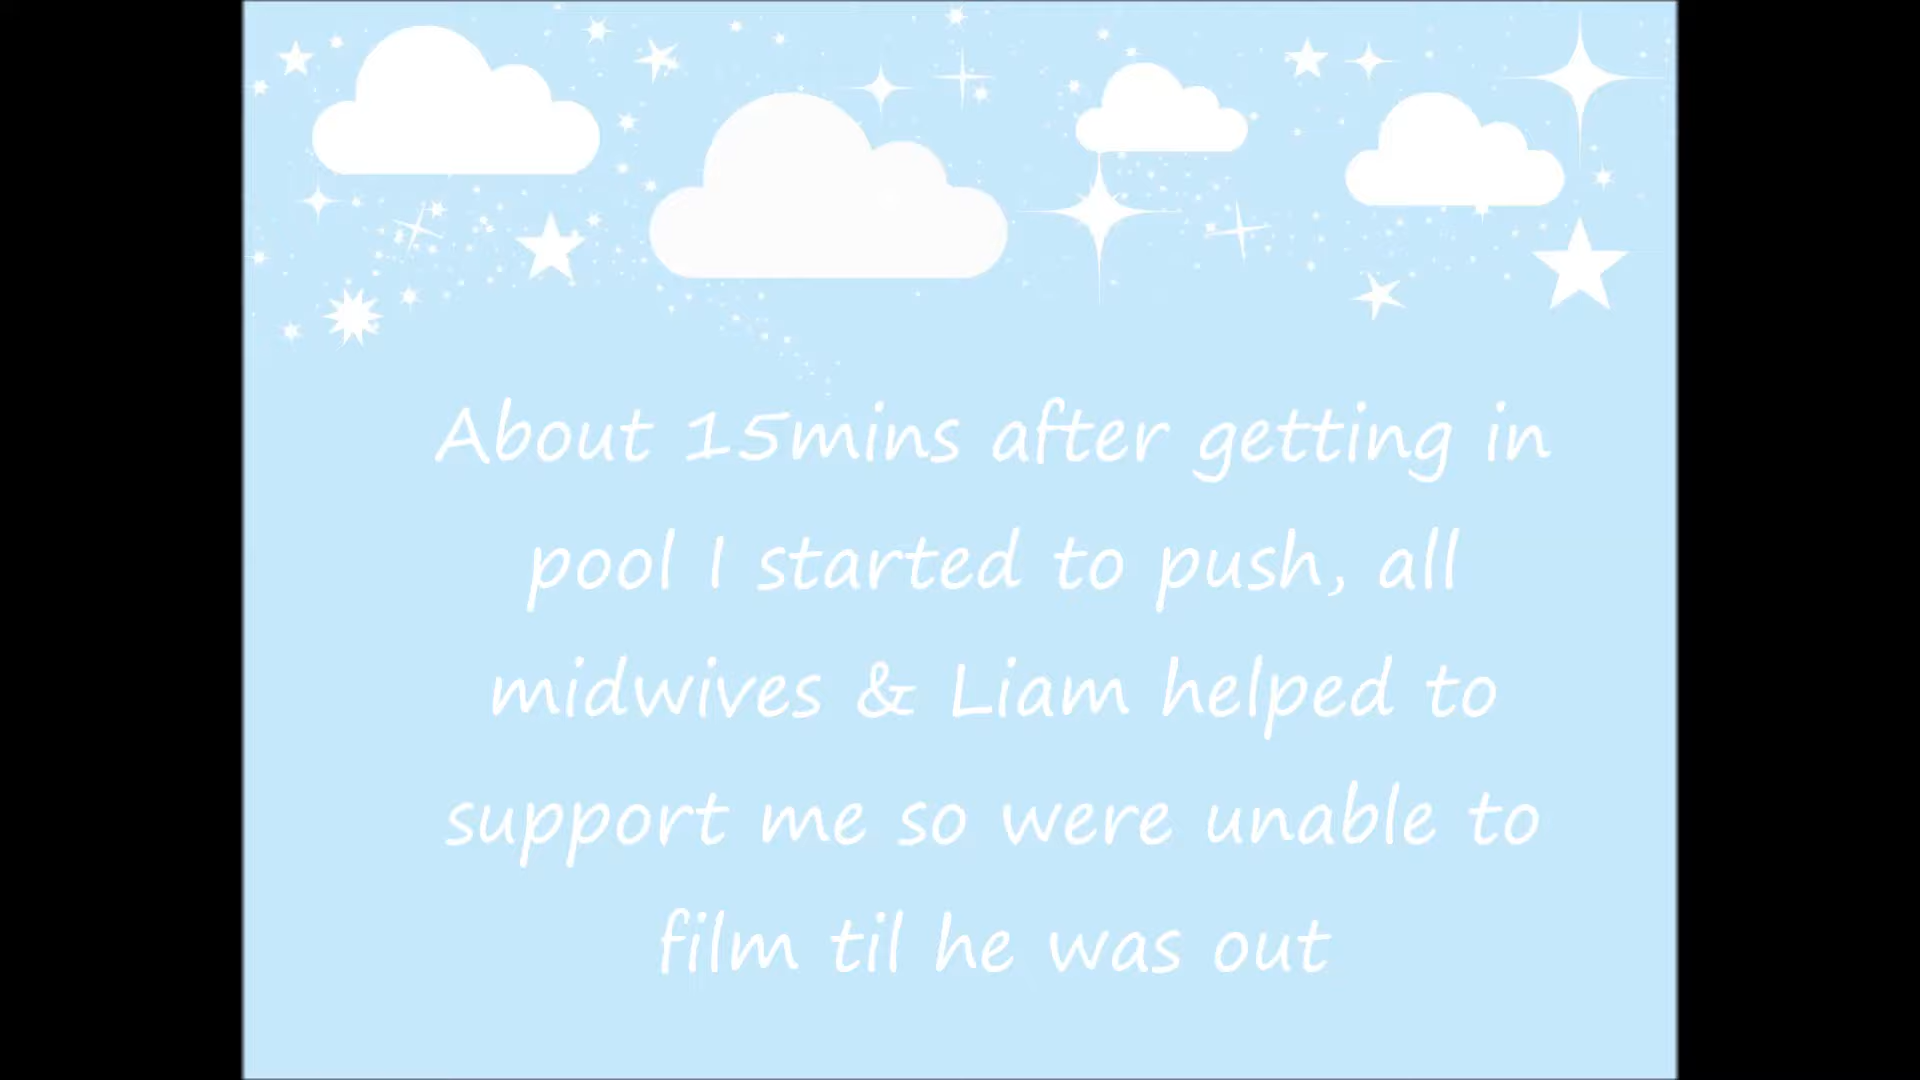 About 15mins after getting in
pool I started to push, all
midwives & Liam helped to
support me so were unable to
film til he was out